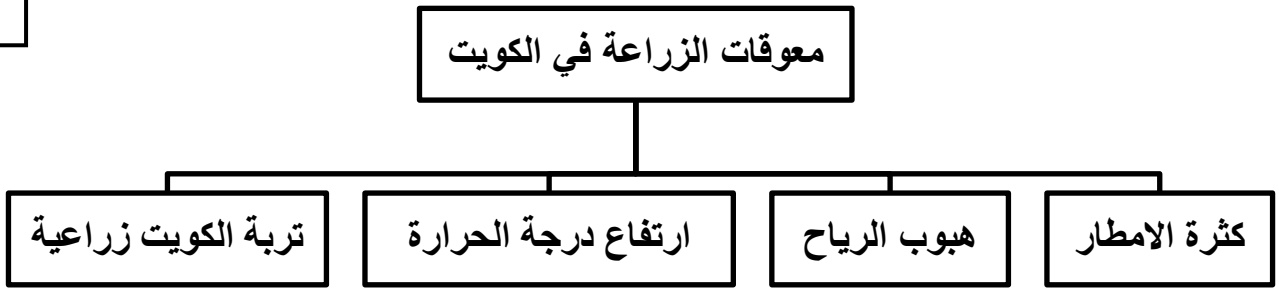 معوقات الزراعة في الكويت
كثرة الامطار
هبوب الرياح
ارتفاع درجة الحرارة
تربة الكويت زراعية